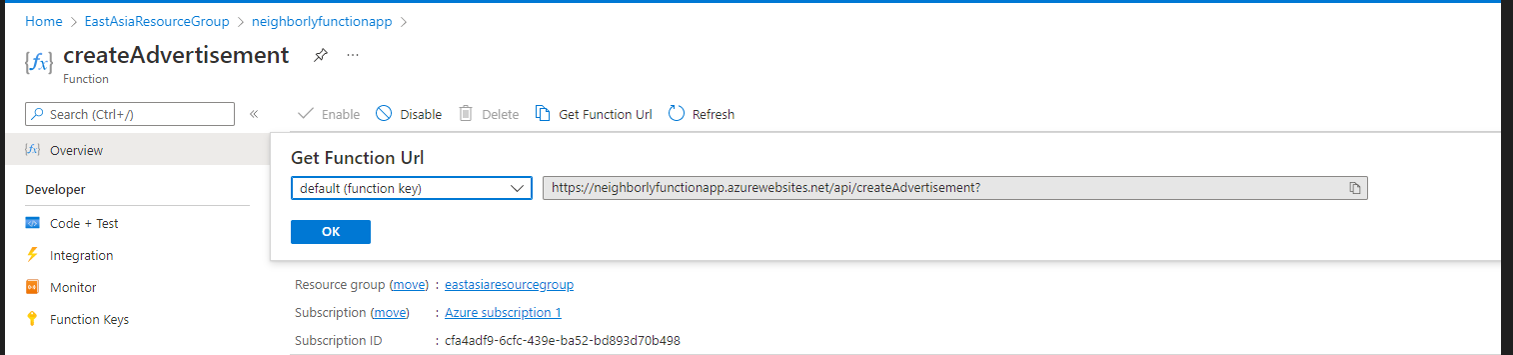 Home > EastAsiaResourceGroup > neighborlyfunctionapp >
{fx} createAdvertisement ...
Function
Search (Ctrl+/) «
Enable Disable Delete Get Function Url Refresh
Overview
Get Function Url
default (function key) https://neighborlyfunctionapp.azurewebsites.net/api/createAdvertisement?
OK
Developer
Code + Test
Integration
Monitor
Function Keys
Resource group (move) : eastasiaresourcegroup
Subscription (move) : Azure subscription 1
Subscription ID : cfa4adf9-6cfc-439e-ba52-bd893d70b498